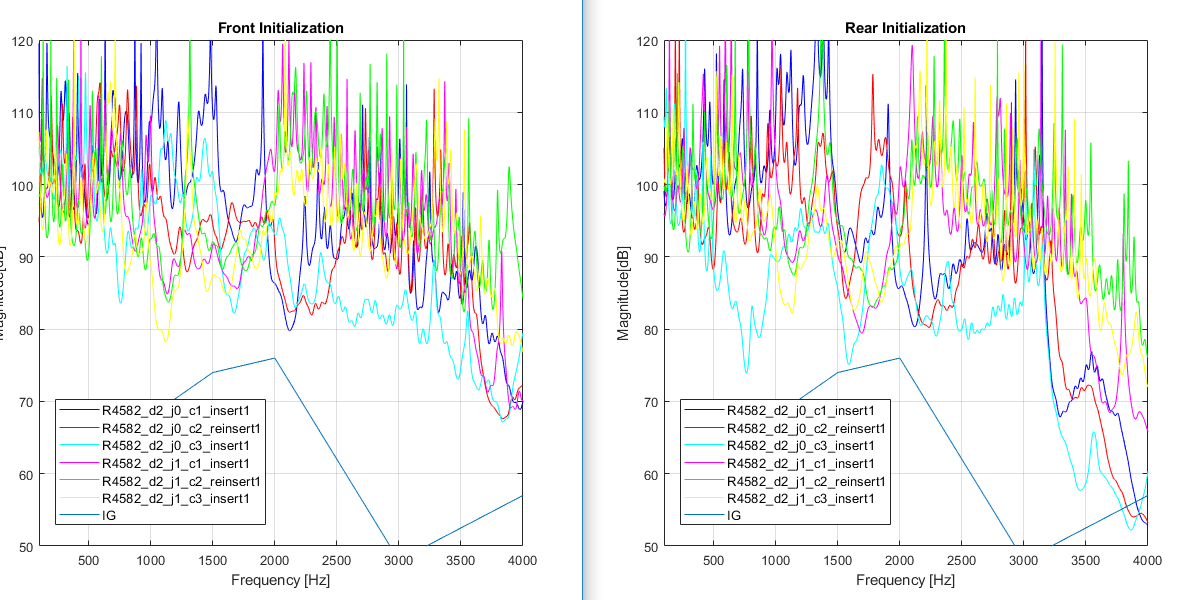 Front Initialization
120
110
100
90
80
70
60
50
Magnitude[dB]
R4582_d2_j0_c1_insert1
R4582_d2_j0_c2_reinsert1
R4582_d2_j0_c3_insert1
R4582_d2_j1_c1_insert1
R4582_d2_j1_c2_reinsert1
R4582_d2_j1_c3_insert1
IG
500 1000 1500 2000 2500 3000 3500 4000
Frequency [Hz]
Rear Initialization
120
110
100
90
80
70
60
50
Magnitude[dB]
R4582_d2_j0_c1_insert1
R4582_d2_j0_c2_reinsert1
R4582_d2_j0_c3_insert1
R4582_d2_j1_c1_insert1
R4582_d2_j1_c2_reinsert1
R4582_d2_j1_c3_insert1
IG
500 1000 1500 2000 2500 3000 3500 4000
Frequency [Hz]